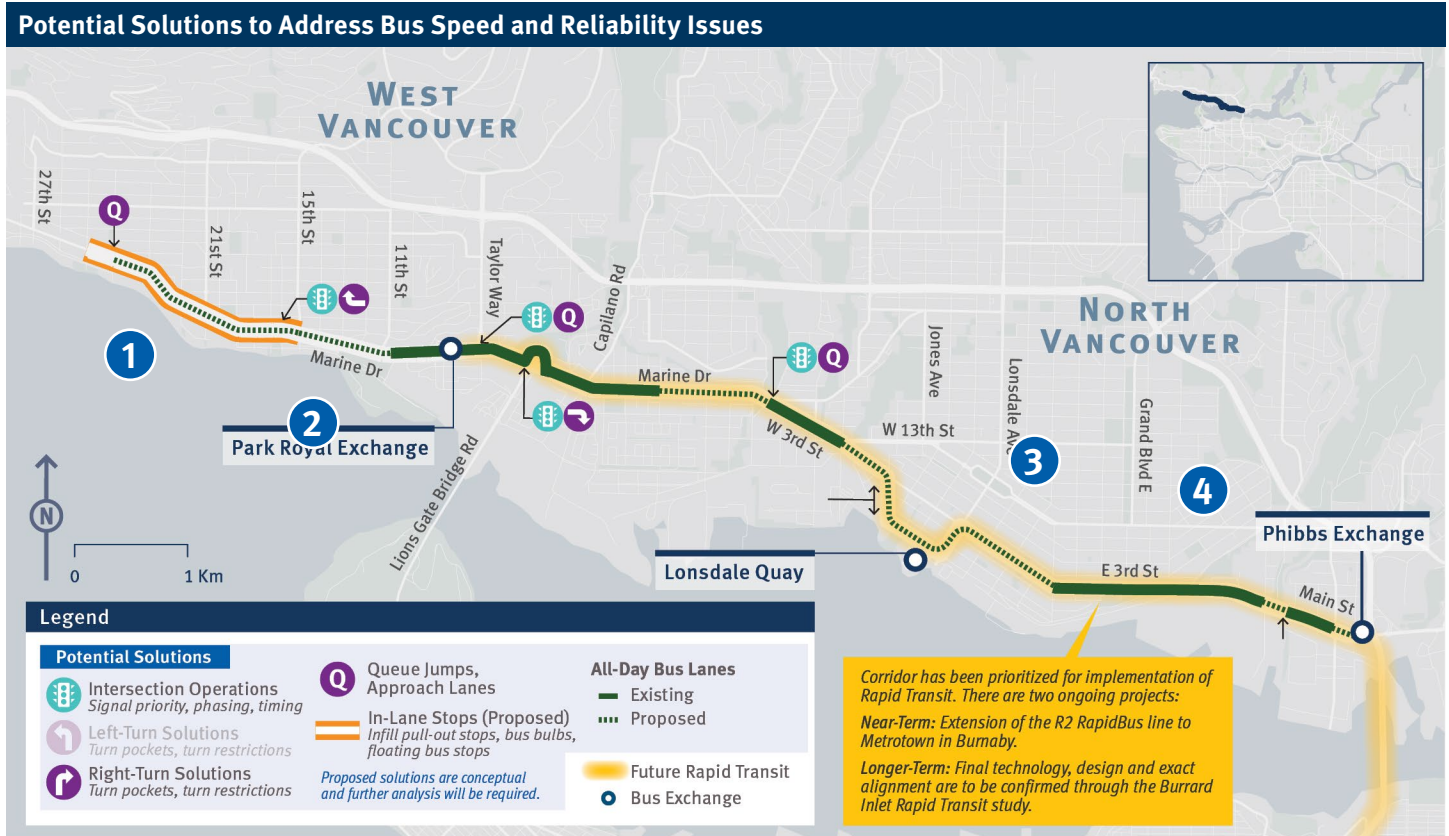 Potential Solutions to Address Bus Speed and Reliability Issues
WEST
VANCOUVER
27th St
Q
21st St
15th St
11th St
Taylor Way
Q
Capilano Rd
NORTH
VANCOUVER
1
Marine Dr
Marine Dr
Q
Jones Ave
Lonsdale Ave
2
Park Royal Exchange
W 3rd St
W 13th St
Grand Blvd E
3
4
Lions Gate Bridge Rd
N
0
1 Km
Lonsdale Quay
Phibbs Exchange
E 3rd St
Main St
Legend
Potential Solutions
Intersection Operations
Signal priority, phasing, timing
Left-Turn Solutions
Turn pockets, turn restrictions
Right-Turn Solutions
Turn pockets, turn restrictions
Q
Queue Jumps,
Approach Lanes
In-Lane Stops (Proposed)
Infill pull-out stops, bus bulbs,
floating bus stops
Proposed solutions are conceptual
and further analysis will be required.
All-Day Bus Lanes
Existing
Proposed
Future Rapid Transit
Bus Exchange
Corridor has been prioritized for implementation of
Rapid Transit. There are two ongoing projects:
Near-Term: Extension of the R2 RapidBus line to
Metrotown in Burnaby.
Longer-Term: Final technology, design and exact
alignment are to be confirmed through the Burrard
Inlet Rapid Transit study.